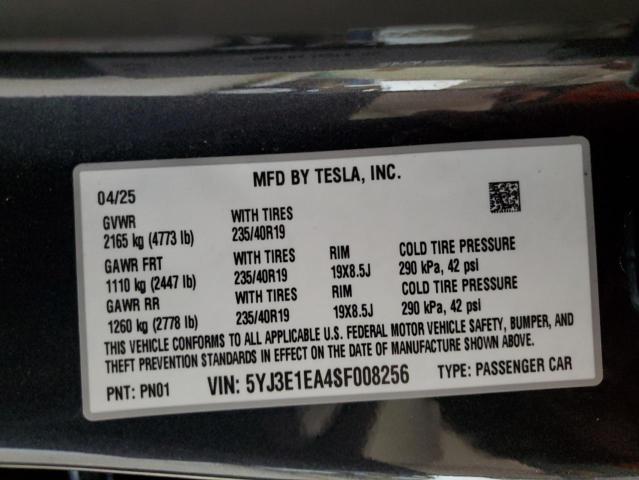 MFD BY TESLA, INC.
04/25
GVWR WITH TIRES
2165 kg (4773 lb) 235/40R19
GAWR FRT WITH TIRES RIM COLD TIRE PRESSURE
1110 kg (2447 lb) 235/40R19 19X8.5J 290 kPa, 42 psi
GAWR RR WITH TIRES RIM COLD TIRE PRESSURE
1260 kg (2778 lb) 235/40R19 19X8.5J 290 kPa, 42 psi
THIS VEHICLE CONFORMS TO ALL APPLICABLE U.S. FEDERAL MOTOR VEHICLE SAFETY, BUMPER, AND
THEFT PREVENTION STANDARDS IN EFFECT ON THE DATE OF MANUFACTURE SHOWN ABOVE.
PNT: PN01 VIN: 5YJ3E1EA4SF008256 TYPE: PASSENGER CAR